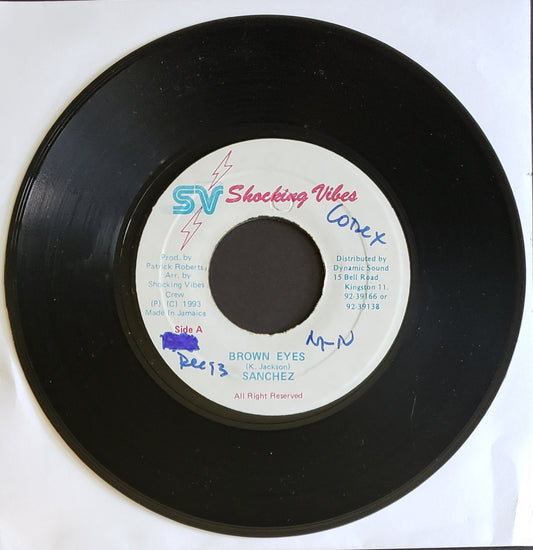 SV Shocking Vibes
Codex
Prod. by
Patrick Roberts
Arr. by
Shocking Vibes
Crew
(P) (C) 1993
Made In Jamaica
Distributed by
Dynamic Sound
15 Bell Road
Kingston 11.
92-39166 or
92-39138
Side A
Dec 93
M-N
BROWN EYES
(K. Jackson)
SANCHEZ
All Right Reserved